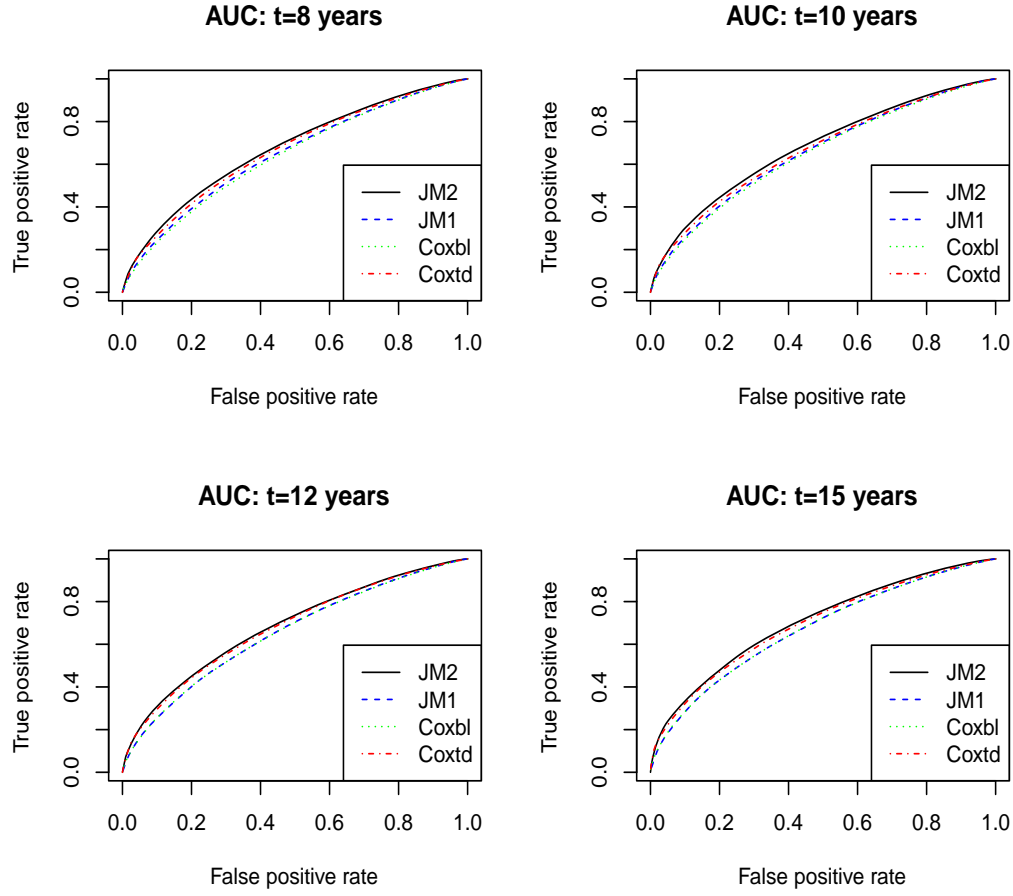 AUC: t=8 years
True positive rate
0.0
0.4
0.8
0.0 0.2 0.4 0.6 0.8 1.0
False positive rate
JM2
JM1
Coxbl
Coxtd
AUC: t=10 years
True positive rate
0.0
0.4
0.8
0.0 0.2 0.4 0.6 0.8 1.0
False positive rate
JM2
JM1
Coxbl
Coxtd
AUC: t=12 years
True positive rate
0.0
0.4
0.8
0.0 0.2 0.4 0.6 0.8 1.0
False positive rate
JM2
JM1
Coxbl
Coxtd
AUC: t=15 years
True positive rate
0.0
0.4
0.8
0.0 0.2 0.4 0.6 0.8 1.0
False positive rate
JM2
JM1
Coxbl
Coxtd